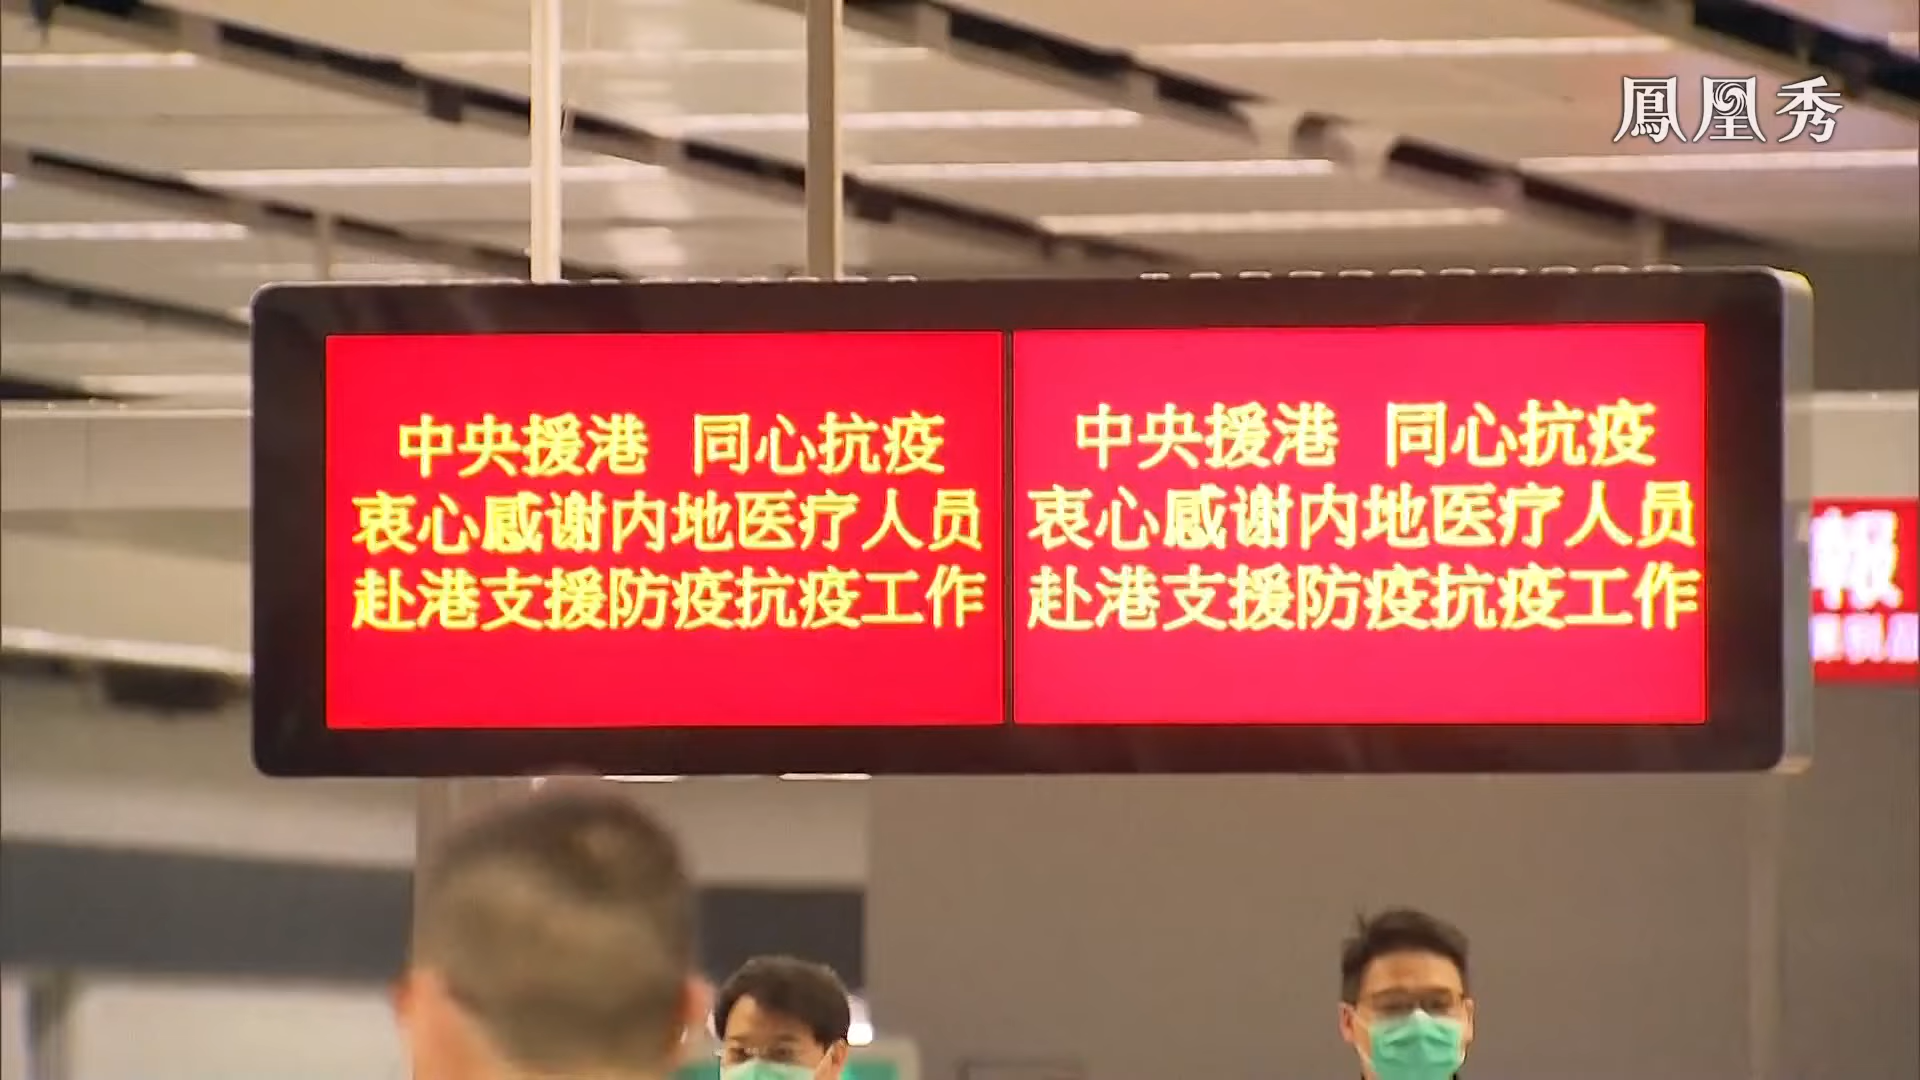 鳳凰秀
中央援港 同心抗疫
衷心感谢内地医疗人员
赴港支援防疫抗疫工作
中央援港 同心抗疫
衷心感谢内地医疗人员
赴港支援防疫抗疫工作
報